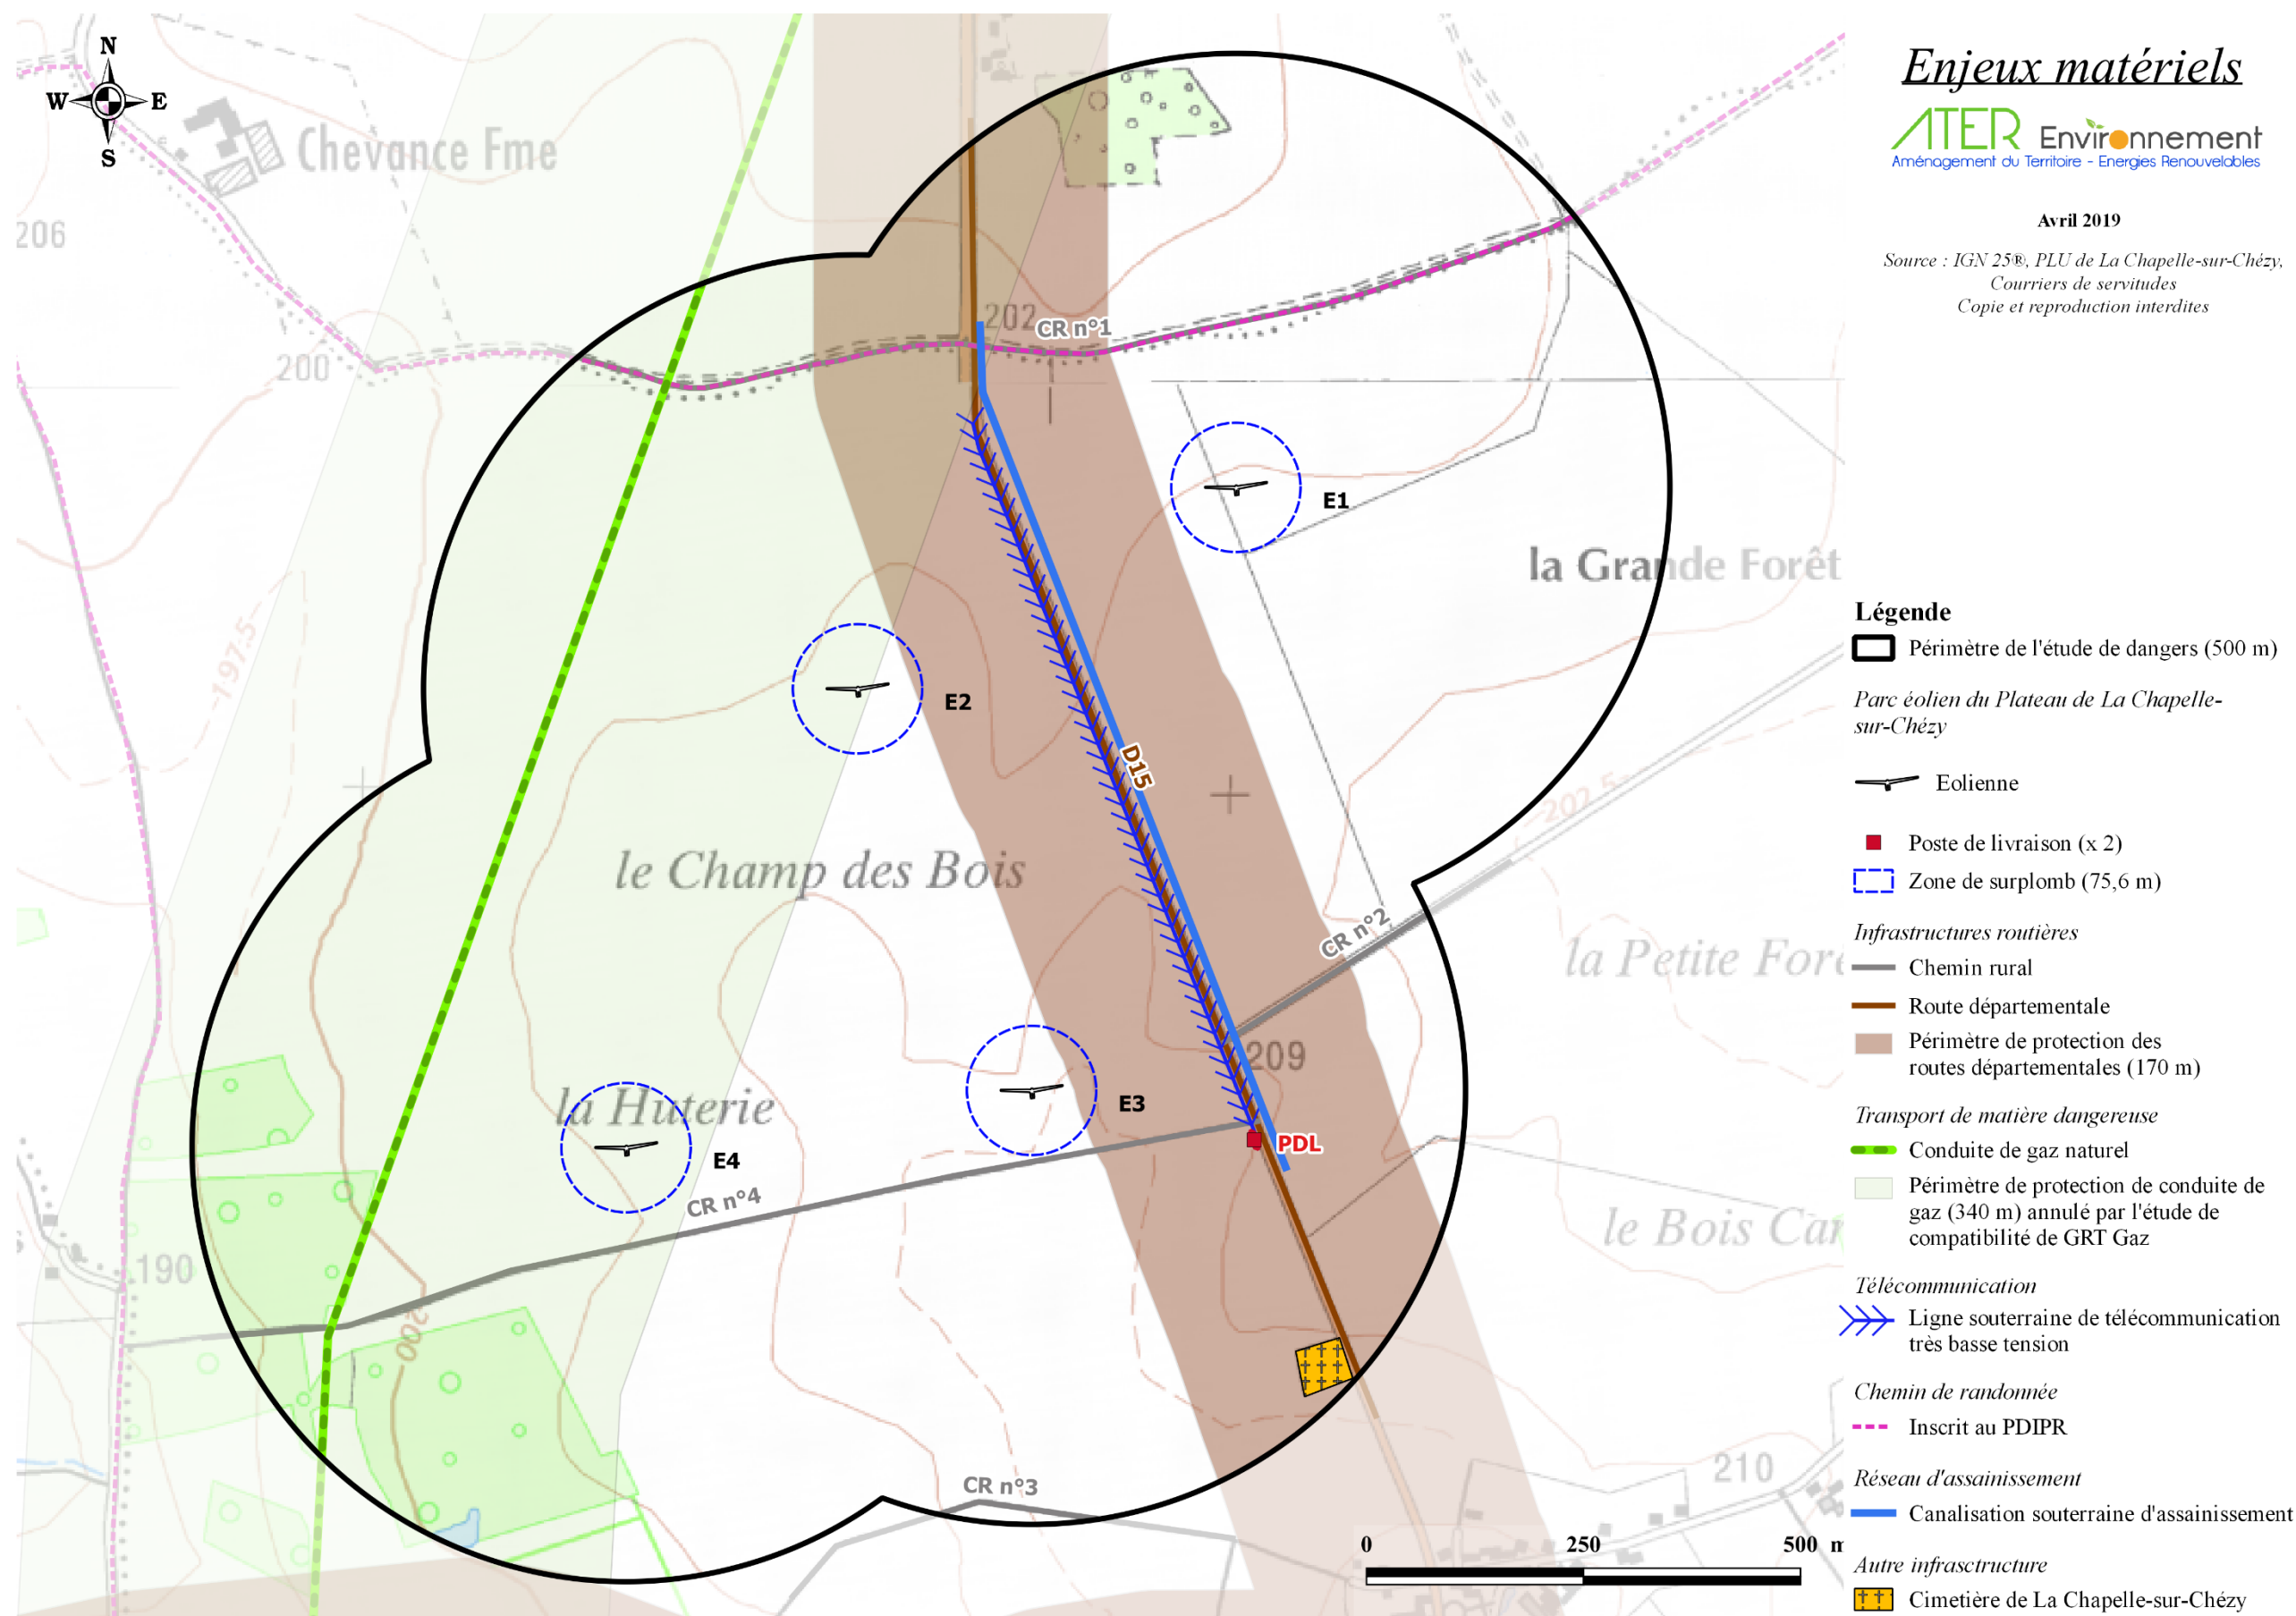 N
W E
S
Chevance Fme
206
200
202
CR n°1
E1
la Grande Forêt
197.5
E2
D15
202.5
le Champ des Bois
CR n°2
la Petite Forê
209
la Huterie
E3
E4
PDL
CR n°4
le Bois Car
190
200
CR n°3
210
0 250 500 m
Enjeux matériels
ATER Environnement
Aménagement du Territoire - Energies Renouvelables
Avril 2019
Source : IGN 25®, PLU de La Chapelle-sur-Chézy,
Courriers de servitudes
Copie et reproduction interdites
Légende
Périmètre de l'étude de dangers (500 m)
Parc éolien du Plateau de La Chapelle-
sur-Chézy
Eolienne
Poste de livraison (x 2)
Zone de surplomb (75,6 m)
Infrastructures routières
Chemin rural
Route départementale
Périmètre de protection des
routes départementales (170 m)
Transport de matière dangereuse
Conduite de gaz naturel
Périmètre de protection de conduite de
gaz (340 m) annulé par l'étude de
compatibilité de GRT Gaz
Télécommunication
Ligne souterraine de télécommunication
très basse tension
Chemin de randonnée
Inscrit au PDIPR
Réseau d'assainissement
Canalisation souterraine d'assainissement
Autre infrasctructure
Cimetière de La Chapelle-sur-Chézy